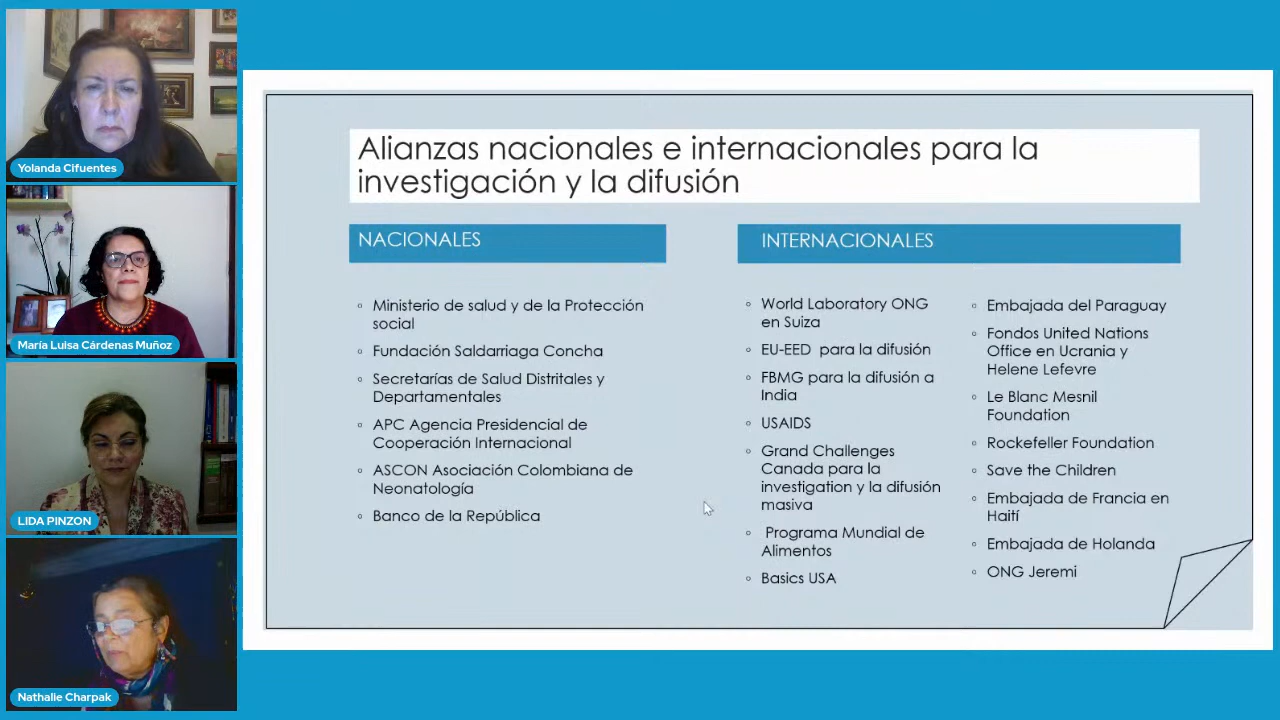 Yolanda Cifuentes
María Luisa Cárdenas Muñoz
LIDA PINZON
Nathalie Charpak
Alianzas nacionales e internacionales para la
investigación y la difusión
NACIONALES
Ministerio de salud y de la Protección
social
Fundación Saldarriaga Concha
Secretarías de Salud Distritales y
Departamentales
APC Agencia Presidencial de
Cooperación Internacional
ASCON Asociación Colombiana de
Neonatología
Banco de la República
INTERNACIONALES
World Laboratory ONG
en Suiza
EU-EED para la difusión
FBMG para la difusión a
India
USAIDS
Grand Challenges
Canada para la
investigation y la difusión
masiva
Programa Mundial de
Alimentos
Basics USA
Embajada del Paraguay
Fondos United Nations
Office en Ucrania y
Helene Lefevre
Le Blanc Mesnil
Foundation
Rockefeller Foundation
Save the Children
Embajada de Francia en
Haití
Embajada de Holanda
ONG Jeremi